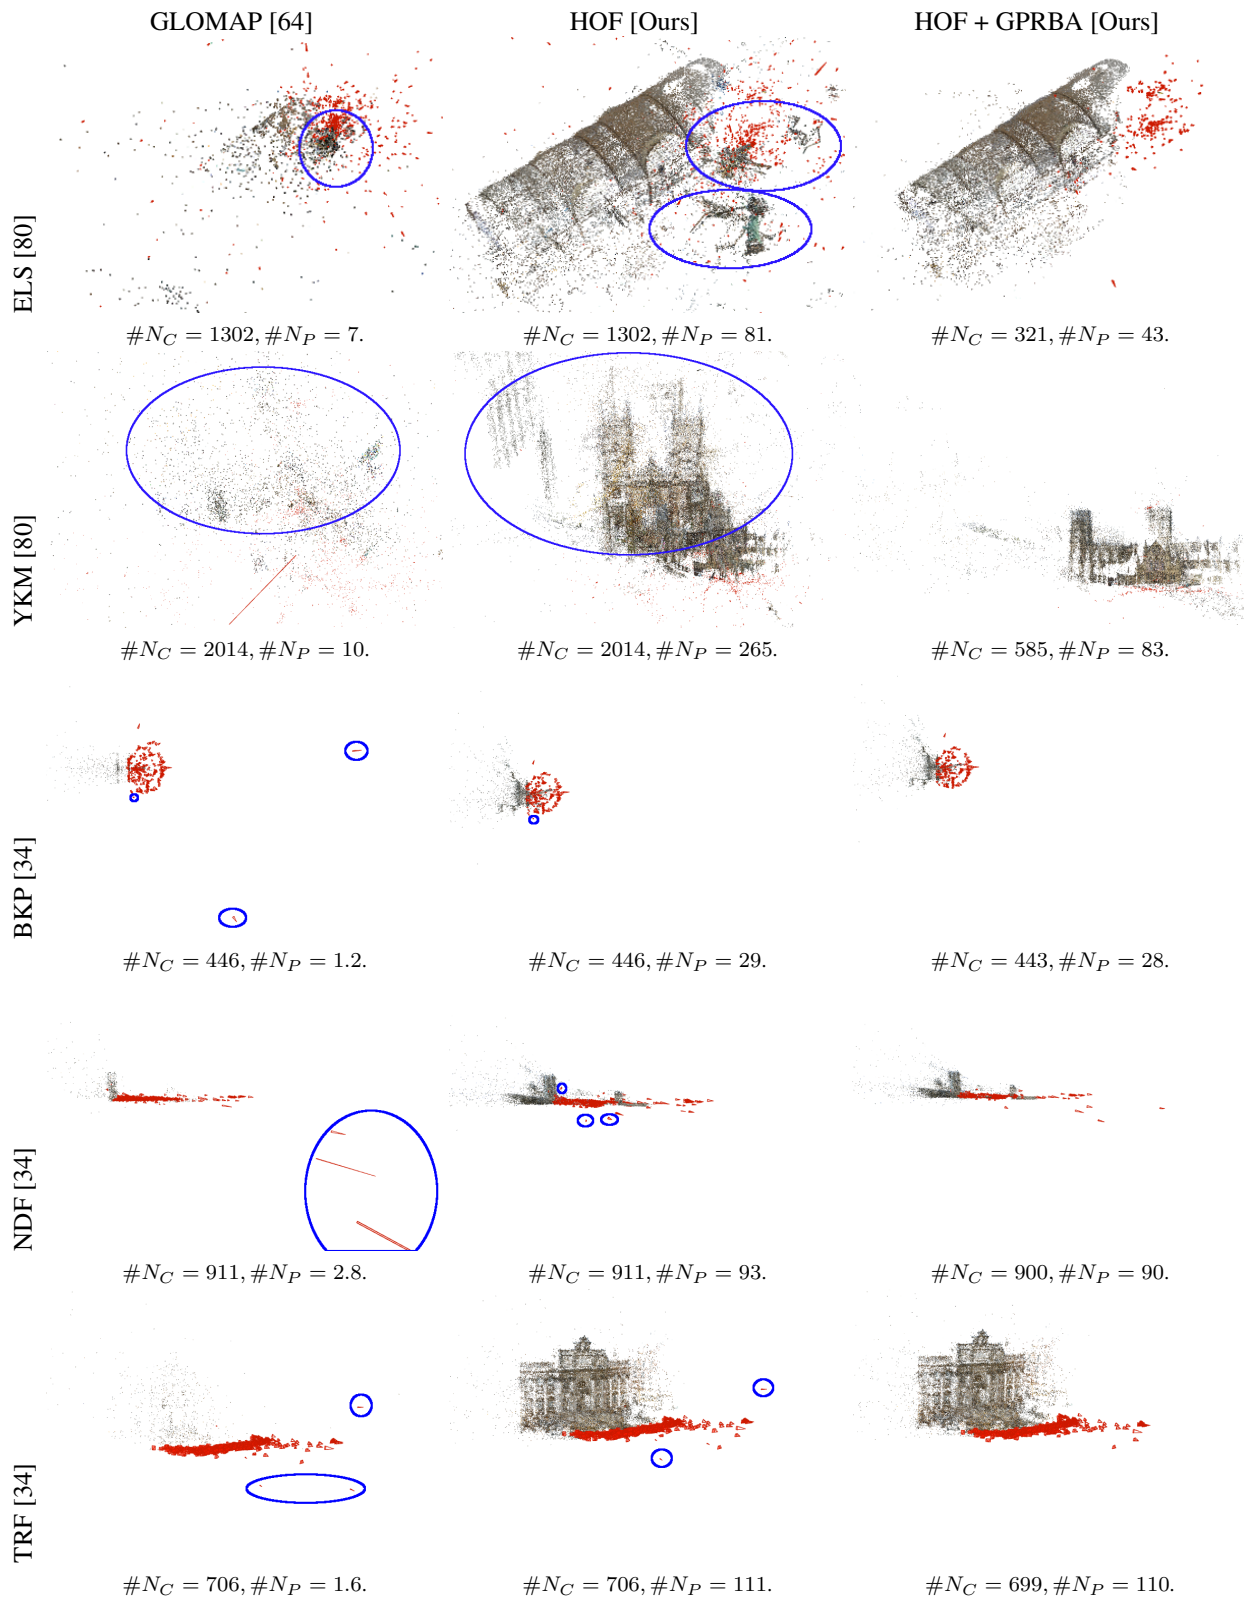 GLOMAP [64] HOF [Ours] HOF + GPRBA [Ours]
ELS [80]
#N_C = 1302, #N_P = 7. #N_C = 1302, #N_P = 81. #N_C = 321, #N_P = 43.
YKM [80]
#N_C = 2014, #N_P = 10. #N_C = 2014, #N_P = 265. #N_C = 585, #N_P = 83.
BKP [34]
#N_C = 446, #N_P = 1.2. #N_C = 446, #N_P = 29. #N_C = 443, #N_P = 28.
NDF [34]
#N_C = 911, #N_P = 2.8. #N_C = 911, #N_P = 93. #N_C = 900, #N_P = 90.
TRF [34]
#N_C = 706, #N_P = 1.6. #N_C = 706, #N_P = 111. #N_C = 699, #N_P = 110.